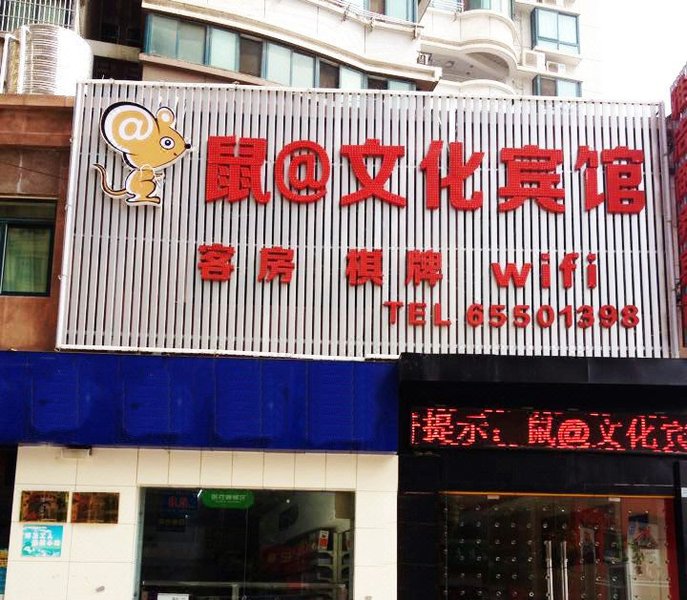 @
鼠@文化宾馆
客房 棋牌 wifi
TEL 65501398
提示: 鼠@文化宾